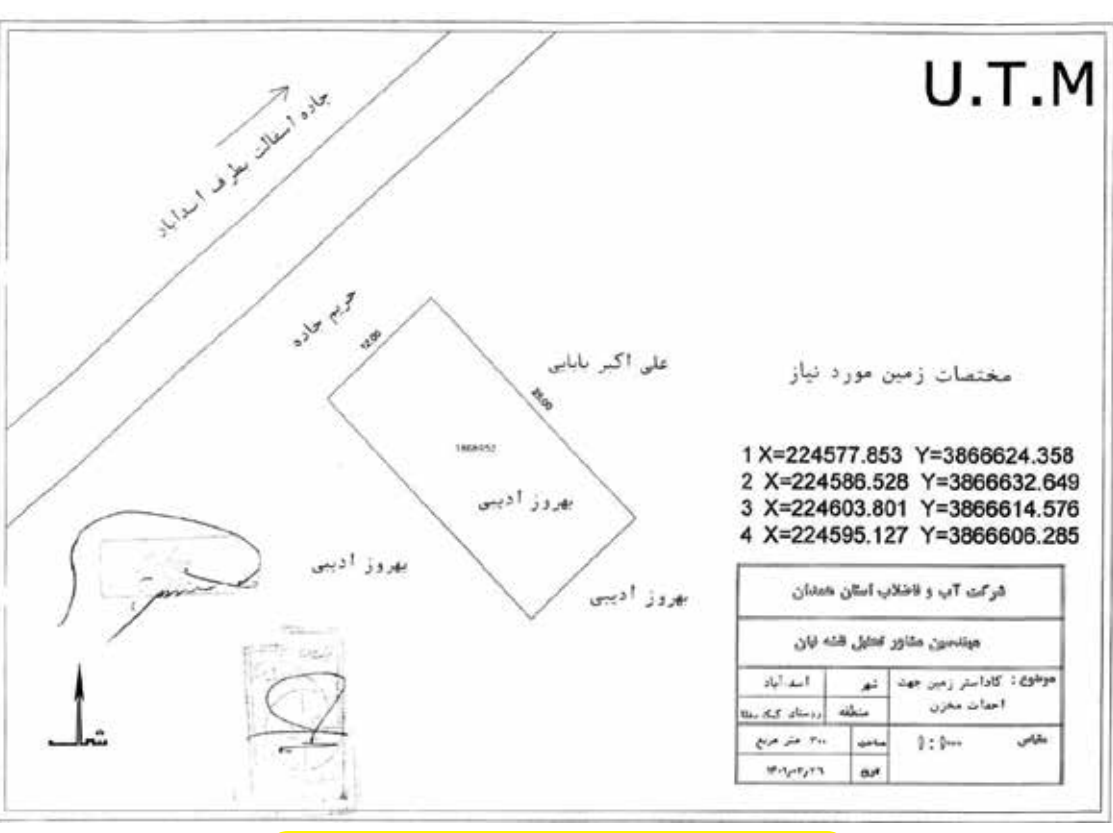 U.T.M
جاده اسفالت بطرف اسدآباد
حریم جاده
12.00
علی اکبر بابایی
25.00
بهروز ادیبی
بهروز ادیبی
بهروز ادیبی
مختصات زمین مورد نیاز
1 X=224577.853 Y=3866624.358
2 X=224586.528 Y=3866632.649
3 X=224603.801 Y=3866614.576
4 X=224595.127 Y=3866606.285
شرکت آب و فاضلاب استان همدان
مهندسین مشاور
موضوع : کاداستر زمین جهت احداث مخزن
شهر اسدآباد
منطقه روستای
مقیاس
مساحت ۳۰۰ متر مربع
تاریخ